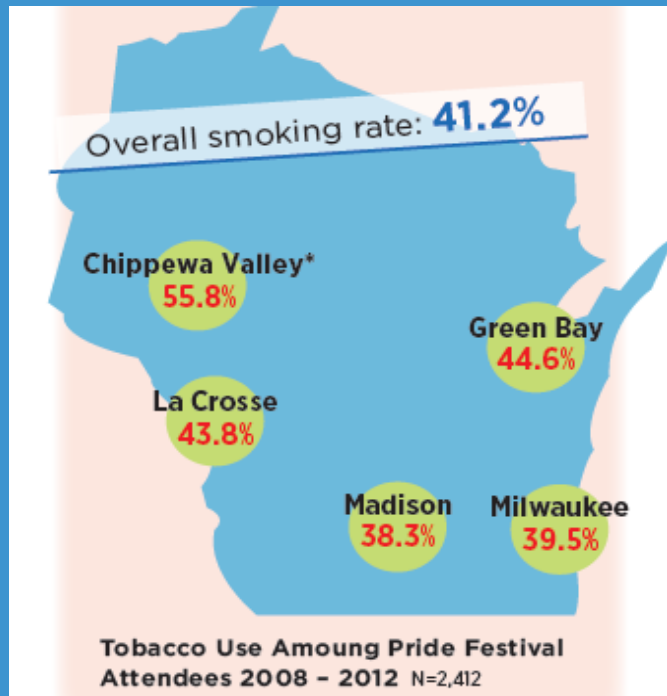 Overall smoking rate: 41.2%
Chippewa Valley*
55.8%
Green Bay
44.6%
La Crosse
43.8%
Madison
38.3%
Milwaukee
39.5%
Tobacco Use Amoung Pride Festival
Attendees 2008 – 2012 N=2,412